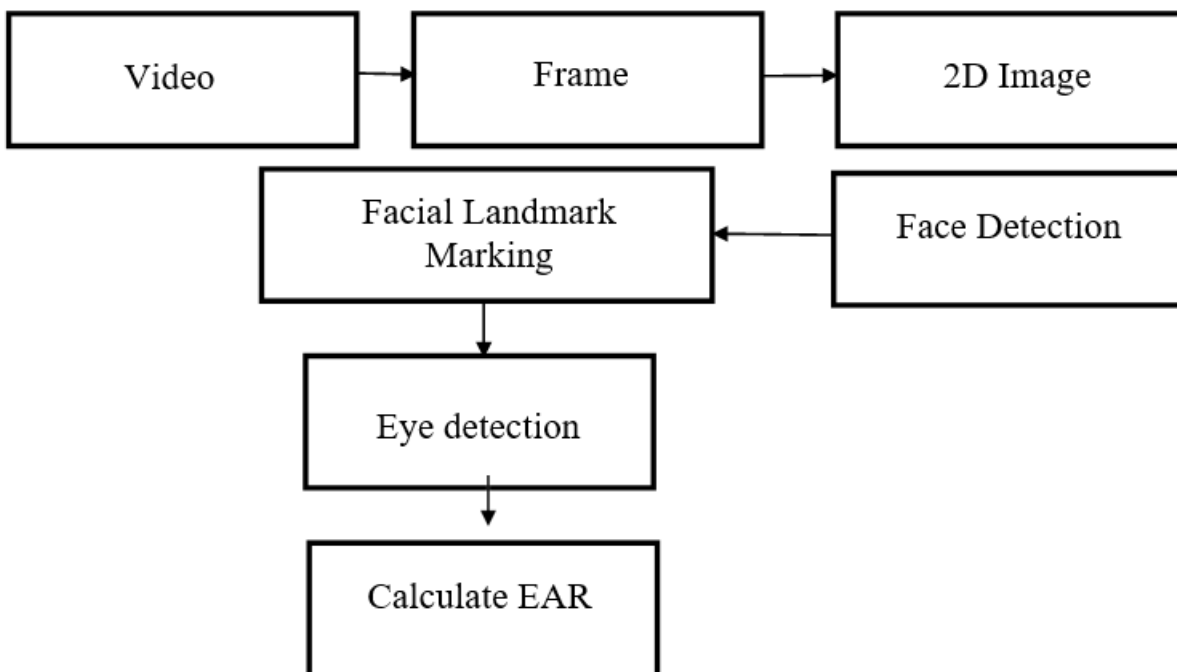 Video
Frame
2D Image
Face Detection
Facial Landmark
Marking
Eye detection
Calculate EAR